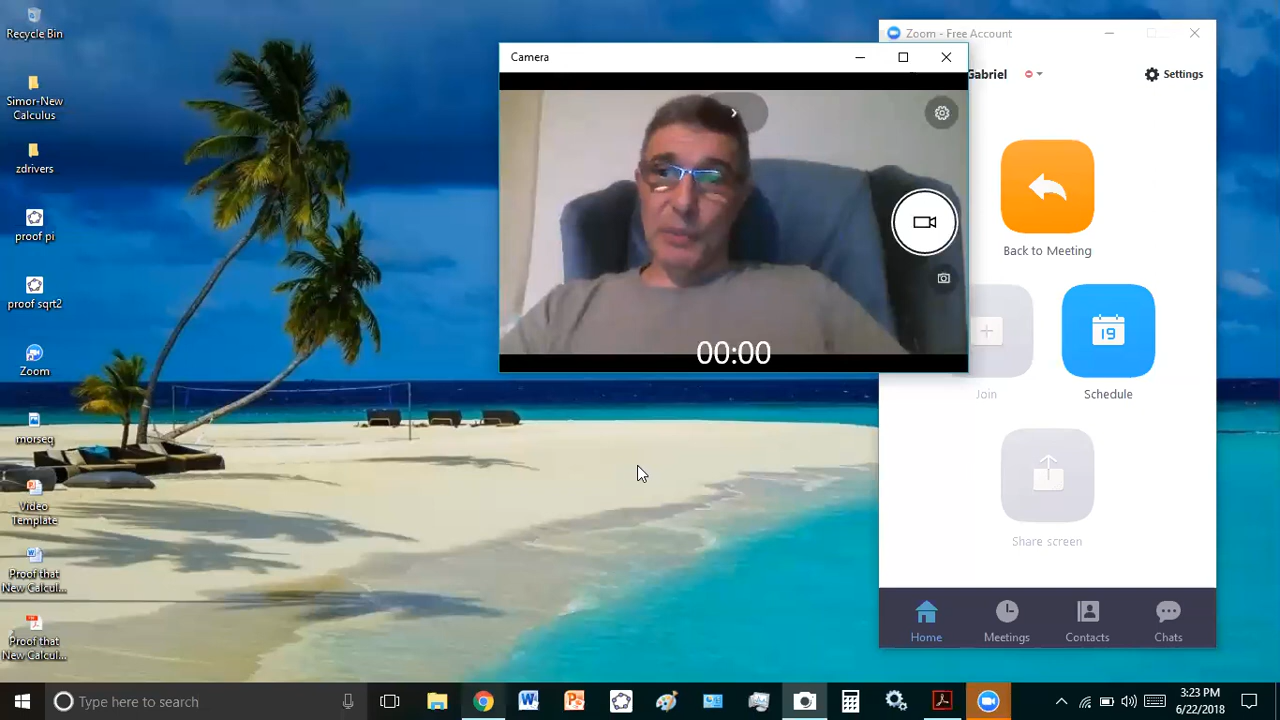 Recycle Bin
Simor-New
Calculus
zdrivers
proof pi
proof sqrt2
Zoom
morseq
Video
Template
Proof that
New Calcul...
Proof that
New Calcul...
Camera
00:00
Zoom - Free Account
Gabriel
Settings
Back to Meeting
19
Join
Schedule
Share screen
Home
Meetings
Contacts
Chats
Type here to search
3:23 PM
6/22/2018